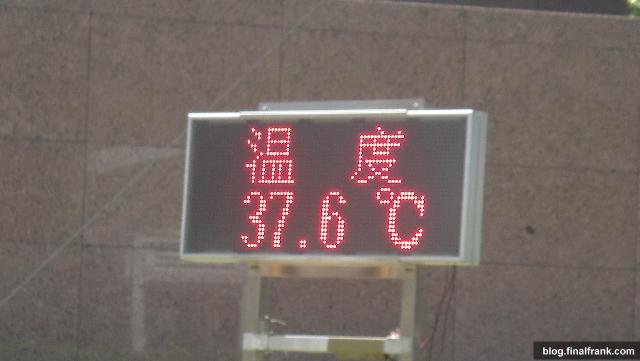 温 度
37.6 ℃
blog.finalfrank.com